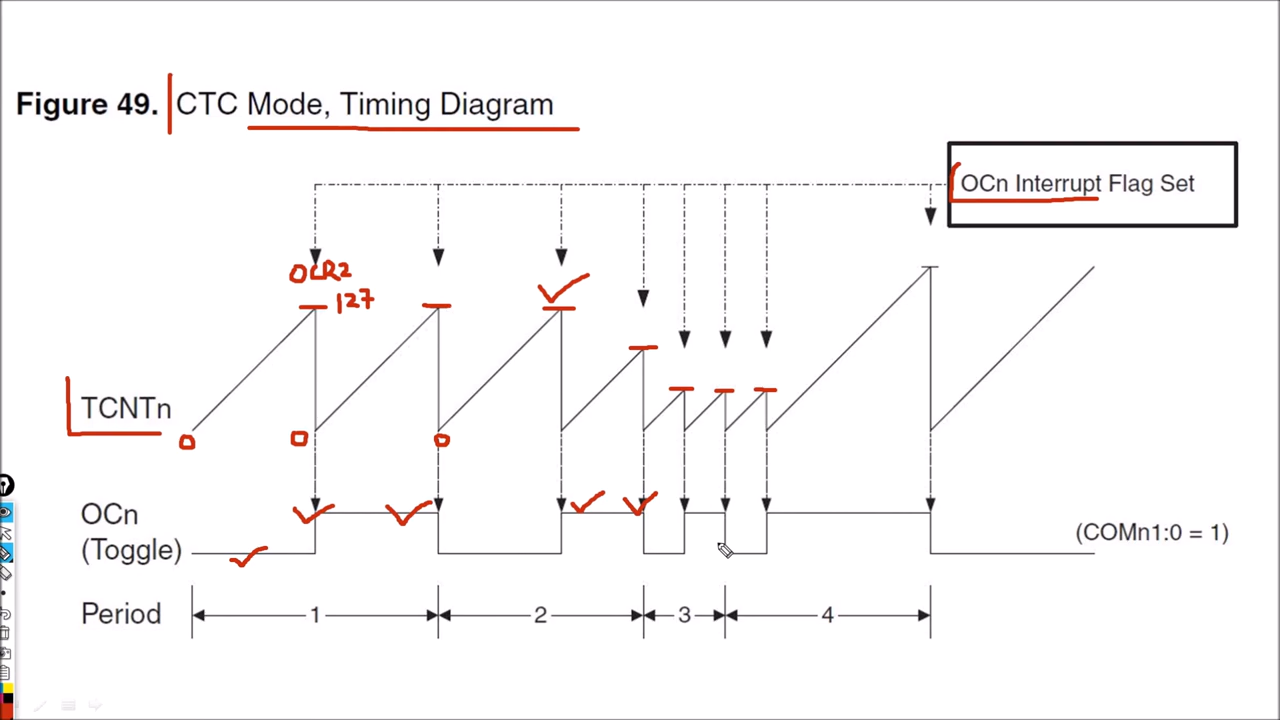 Figure 49. CTC Mode, Timing Diagram
OCn Interrupt Flag Set
OCR2
127
TCNTn
0 0 0
OCn
(Toggle)
(COMn1:0 = 1)
Period 1 2 3 4